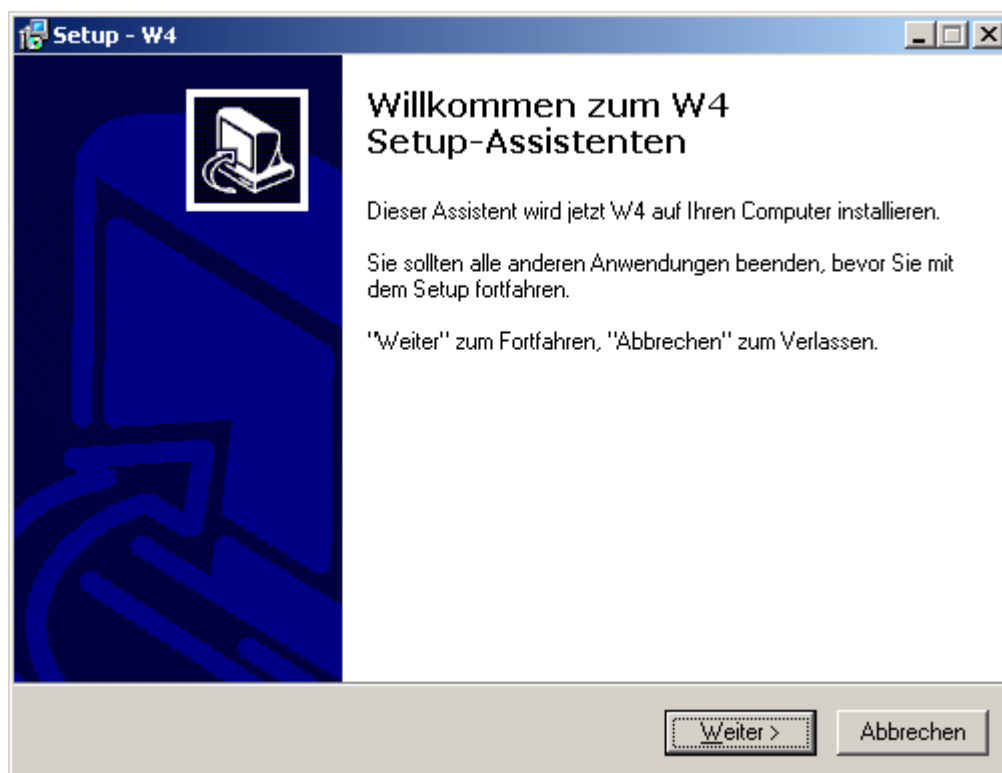 Setup - W4
Willkommen zum W4
Setup-Assistenten
Dieser Assistent wird jetzt W4 auf Ihren Computer installieren.
Sie sollten alle anderen Anwendungen beenden, bevor Sie mit
dem Setup fortfahren.
"Weiter" zum Fortfahren, "Abbrechen" zum Verlassen.
Weiter >
Abbrechen